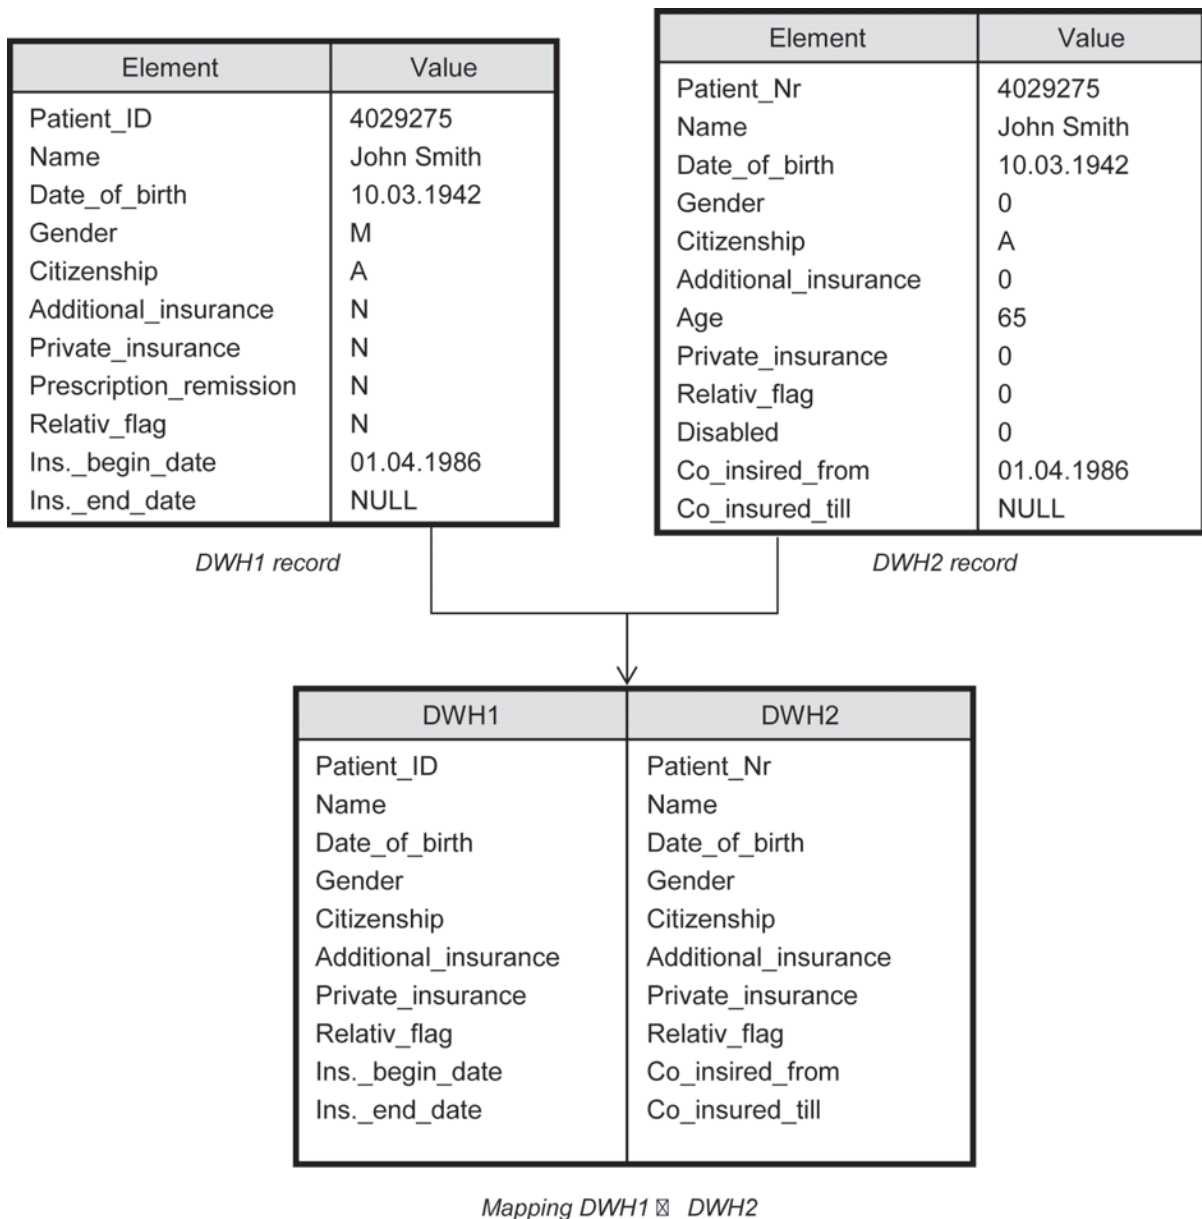 Element Value
Patient_ID 4029275
Name John Smith
Date_of_birth 10.03.1942
Gender M
Citizenship A
Additional_insurance N
Private_insurance N
Prescription_remission N
Relativ_flag N
Ins._begin_date 01.04.1986
Ins._end_date NULL
DWH1 record
Element Value
Patient_Nr 4029275
Name John Smith
Date_of_birth 10.03.1942
Gender 0
Citizenship A
Additional_insurance 0
Age 65
Private_insurance 0
Relativ_flag 0
Disabled 0
Co_insired_from 01.04.1986
Co_insured_till NULL
DWH2 record
DWH1 DWH2
Patient_ID Patient_Nr
Name Name
Date_of_birth Date_of_birth
Gender Gender
Citizenship Citizenship
Additional_insurance Additional_insurance
Private_insurance Private_insurance
Relativ_flag Relativ_flag
Ins._begin_date Co_insired_from
Ins._end_date Co_insured_till
Mapping DWH1 ☒ DWH2